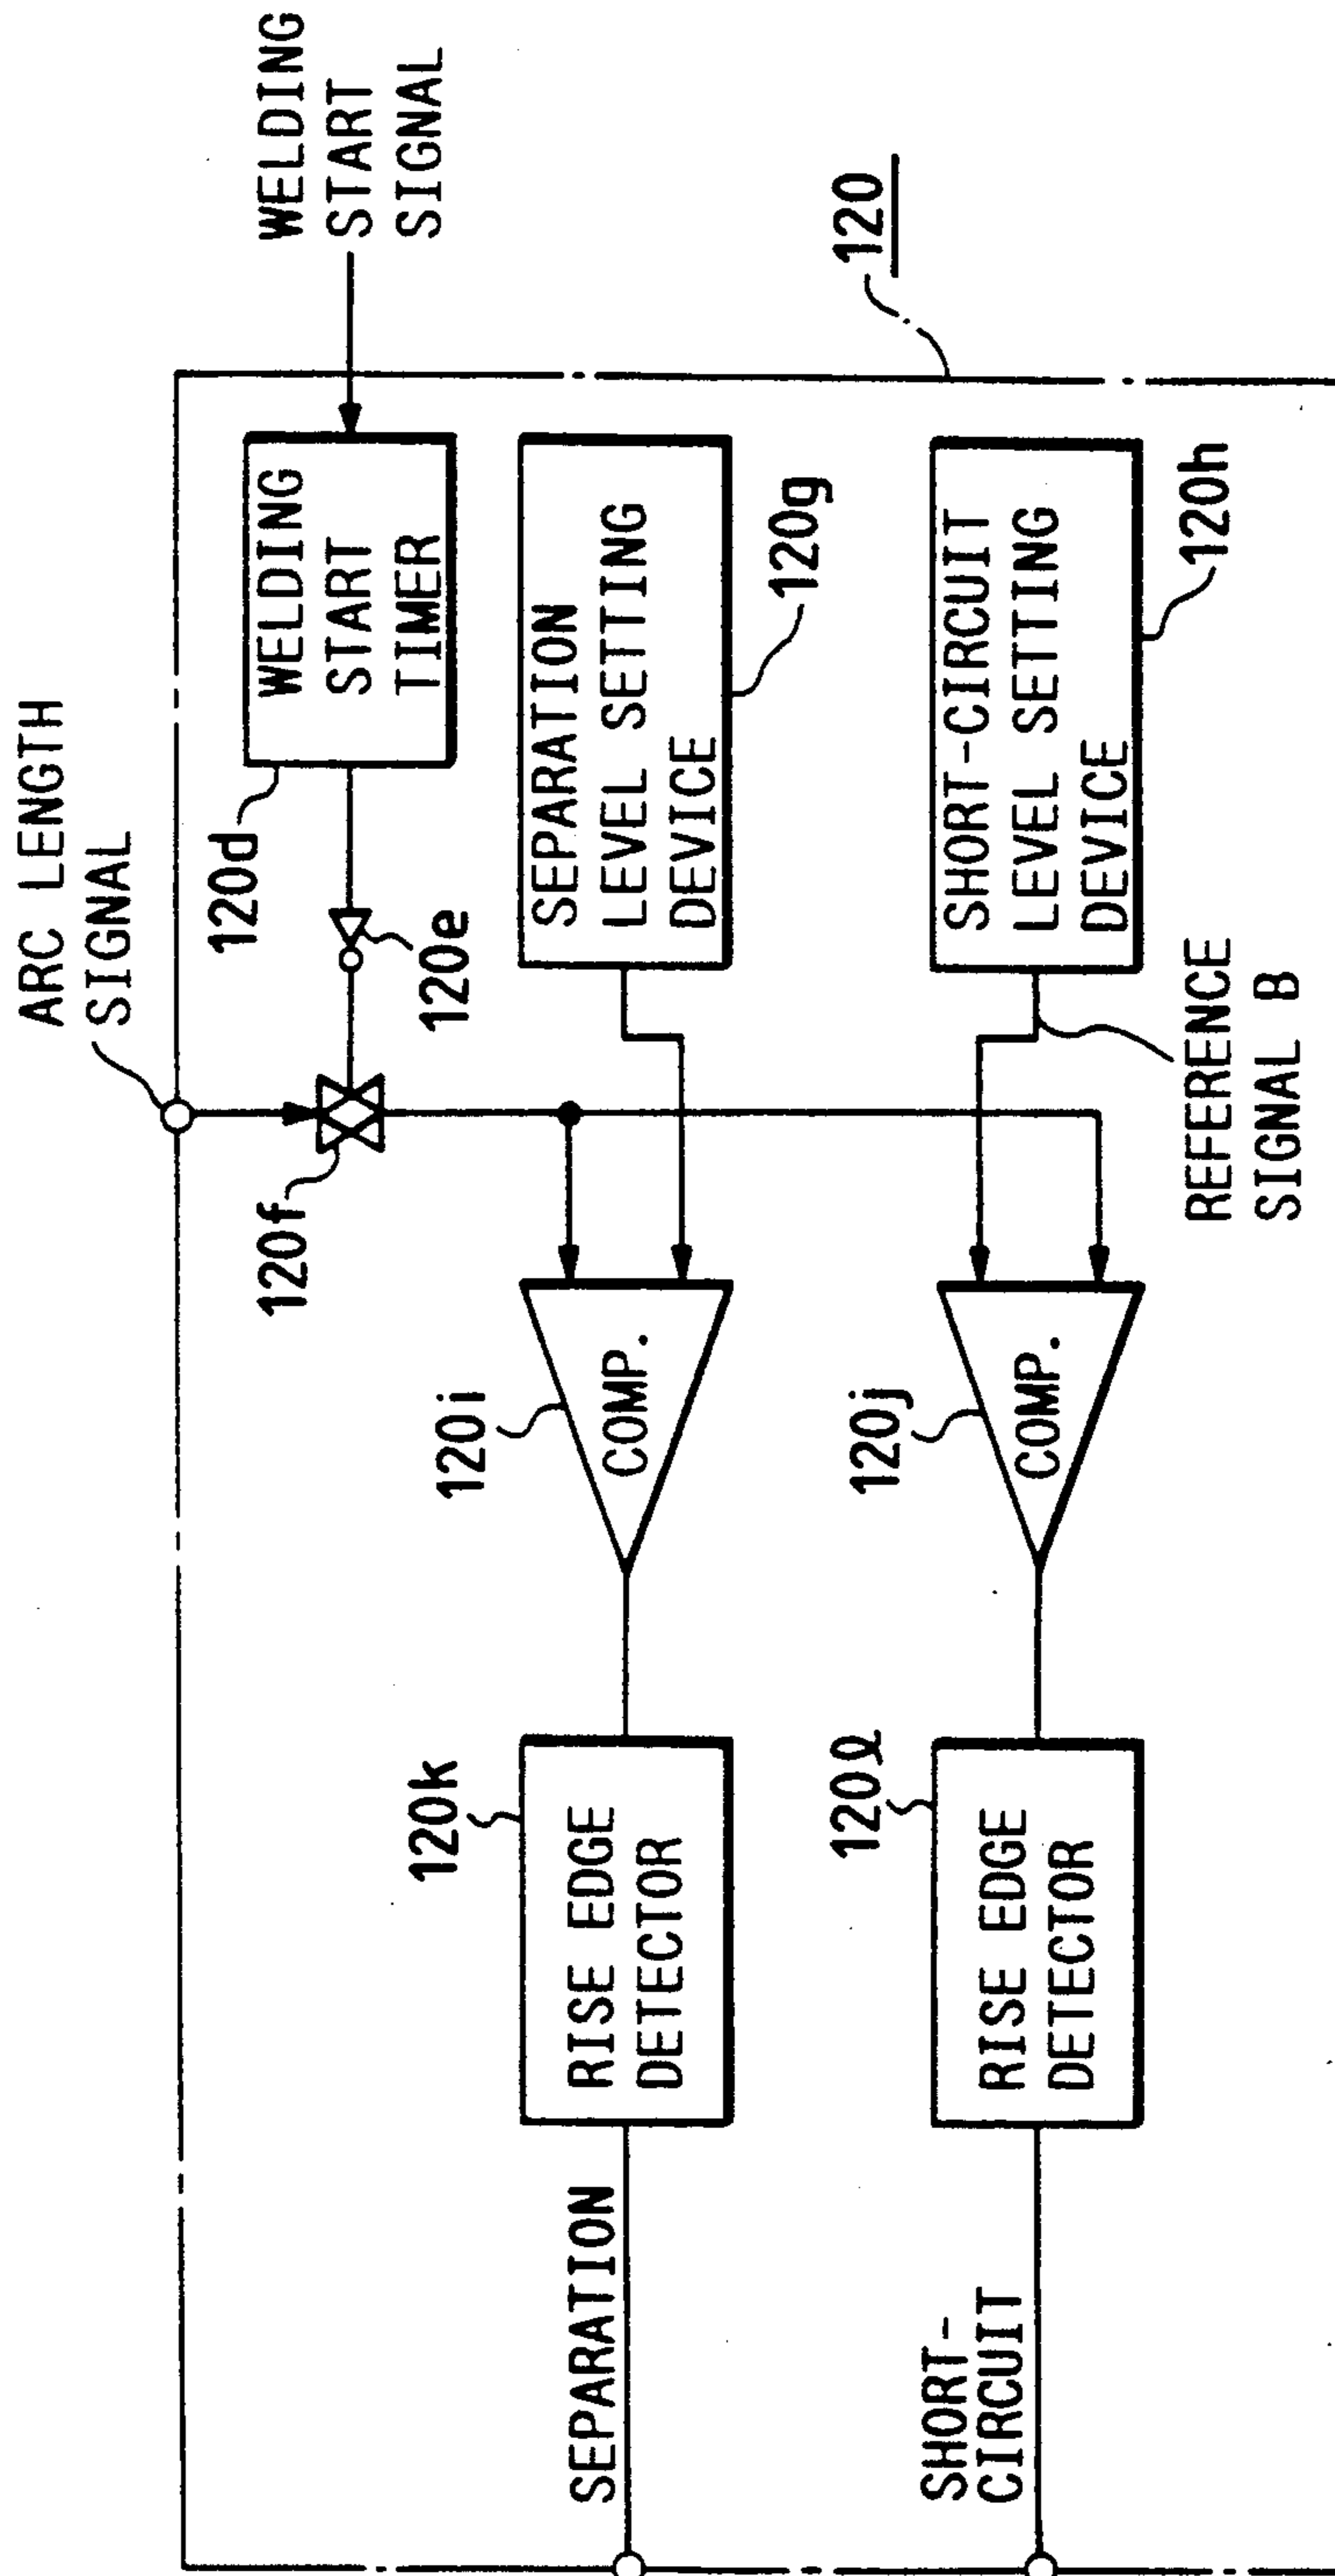 ARC LENGTH
SIGNAL
WELDING
START
SIGNAL
120f
120d
WELDING
START
TIMER
120e
120
120k
120i
SEPARATION
RISE EDGE
DETECTOR
COMP.
SEPARATION
LEVEL SETTING
DEVICE
120g
120ℓ
120j
SHORT-
CIRCUIT
RISE EDGE
DETECTOR
COMP.
SHORT-CIRCUIT
LEVEL SETTING
DEVICE
120h
REFERENCE
SIGNAL B